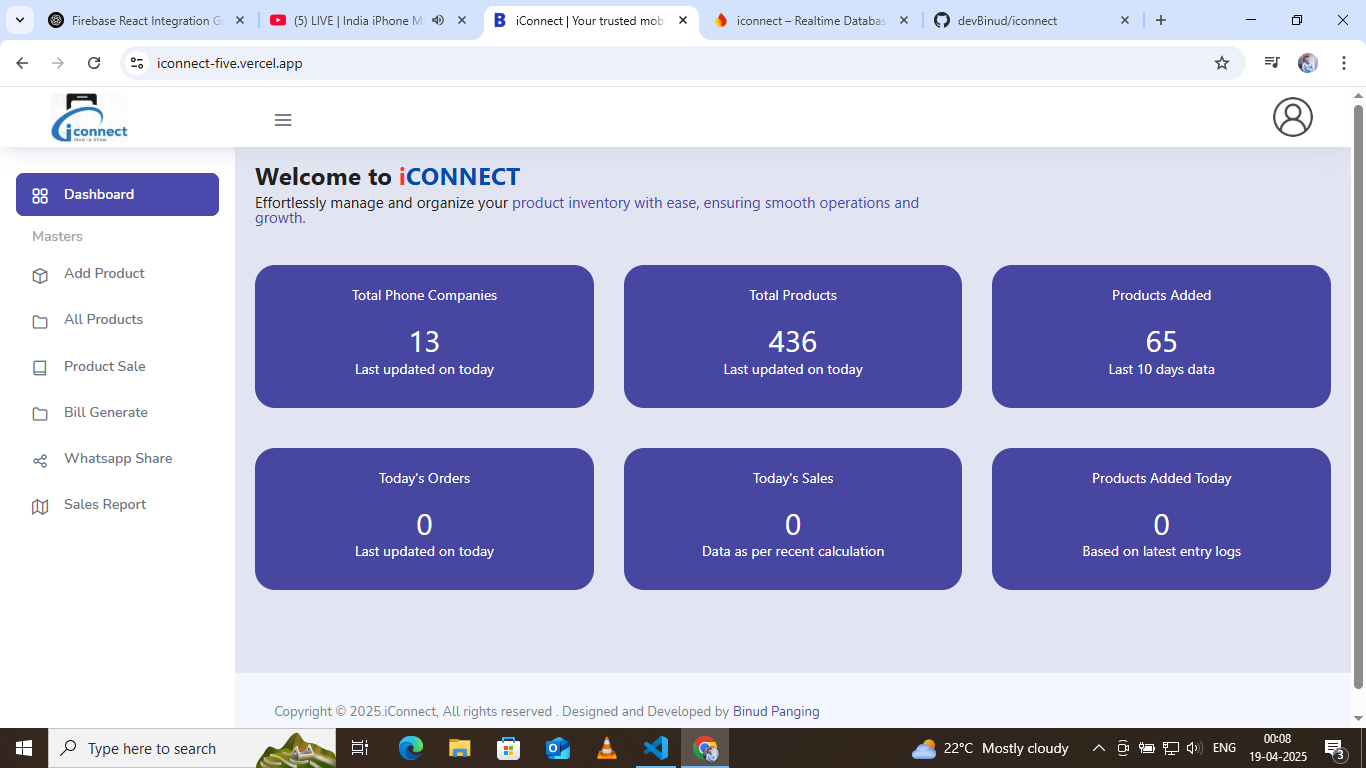 Firebase React Integration G
(5) LIVE | India iPhone M
iConnect | Your trusted mob
iconnect – Realtime Databas
devBinud/iconnect
iconnect-five.vercel.app
iconnect
Dashboard
Masters
Add Product
All Products
Product Sale
Bill Generate
Whatsapp Share
Sales Report
Welcome to iCONNECT
Effortlessly manage and organize your product inventory with ease, ensuring smooth operations and
growth.
Total Phone Companies
13
Last updated on today
Total Products
436
Last updated on today
Products Added
65
Last 10 days data
Today's Orders
0
Last updated on today
Today's Sales
0
Data as per recent calculation
Products Added Today
0
Based on latest entry logs
Copyright © 2025.iConnect, All rights reserved . Designed and Developed by Binud Panging
Type here to search
22°C Mostly cloudy
ENG
00:08
19-04-2025
3